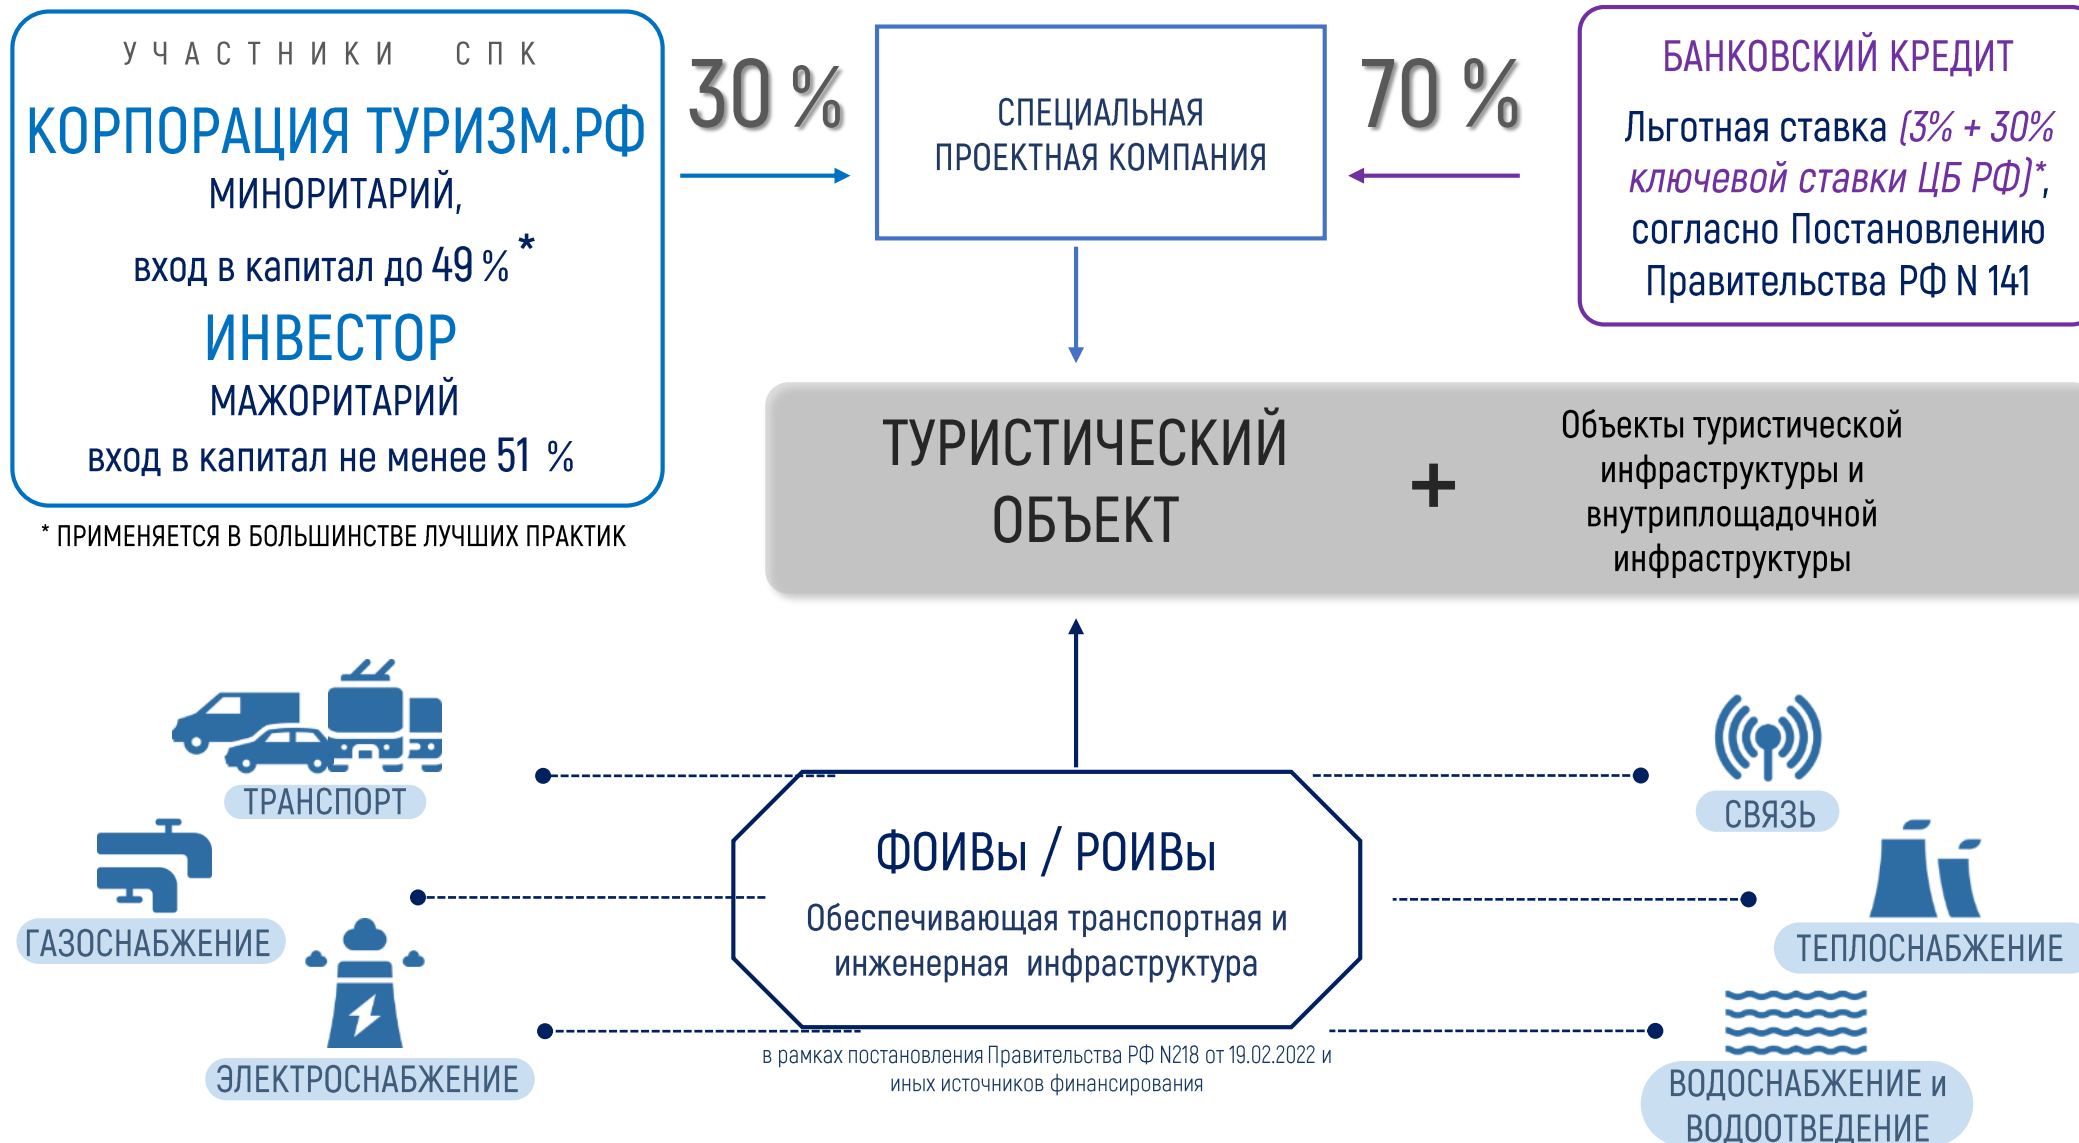 УЧАСТНИКИ СПК
КОРПОРАЦИЯ ТУРИЗМ.РФ
МИНОРИТАРИЙ,
вход в капитал до 49 % *
ИНВЕСТОР
МАЖОРИТАРИЙ
вход в капитал не менее 51 %
* ПРИМЕНЯЕТСЯ В БОЛЬШИНСТВЕ ЛУЧШИХ ПРАКТИК
30 %
СПЕЦИАЛЬНАЯ
ПРОЕКТНАЯ КОМПАНИЯ
70 %
БАНКОВСКИЙ КРЕДИТ
Льготная ставка (3% + 30%
ключевой ставки ЦБ РФ)*,
согласно Постановлению
Правительства РФ N 141
ТУРИСТИЧЕСКИЙ
ОБЪЕКТ
+
Объекты туристической
инфраструктуры и
внутриплощадочной
инфраструктуры
ТРАНСПОРТ
ГАЗОСНАБЖЕНИЕ
ЭЛЕКТРОСНАБЖЕНИЕ
ФОИВы / РОИВы
Обеспечивающая транспортная и
инженерная инфраструктура
в рамках постановления Правительства РФ N218 от 19.02.2022 и
иных источников финансирования
СВЯЗЬ
ТЕПЛОСНАБЖЕНИЕ
ВОДОСНАБЖЕНИЕ и
ВОДООТВЕДЕНИЕ